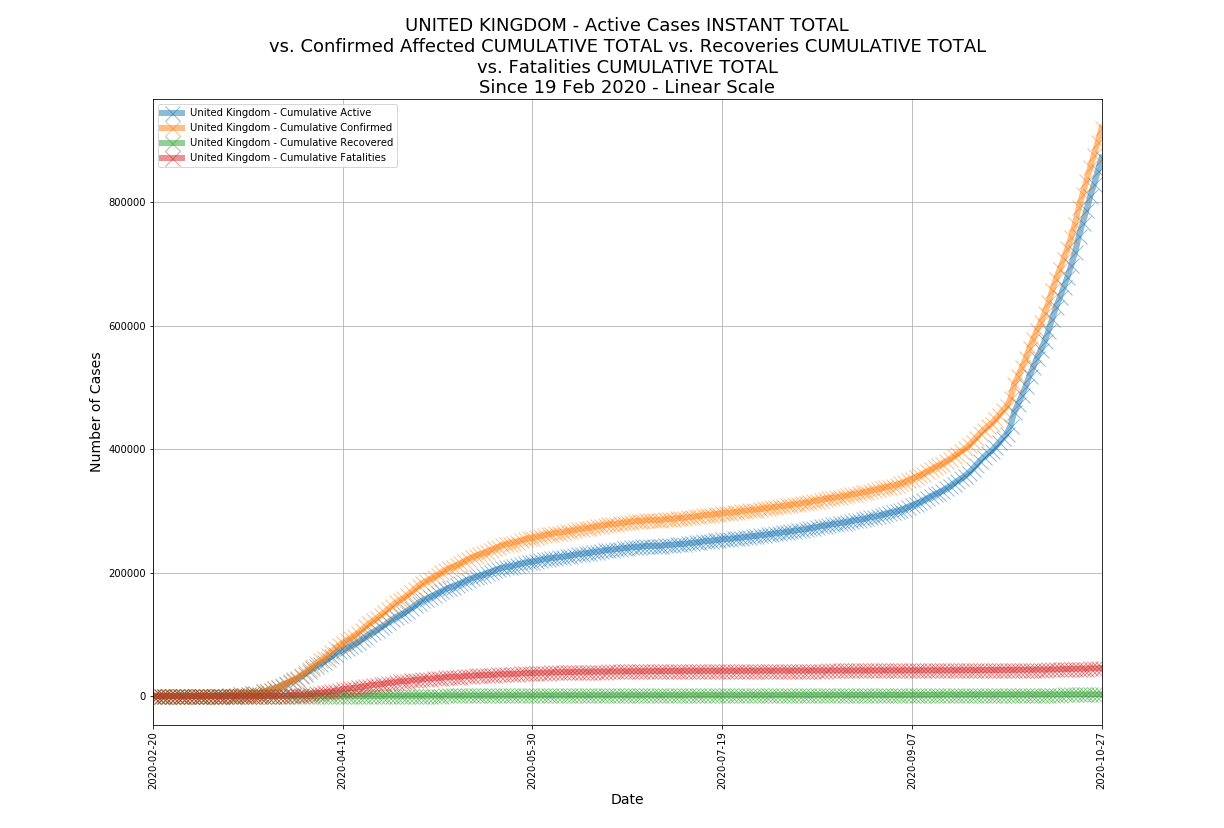 UNITED KINGDOM - Active Cases INSTANT TOTAL
vs. Confirmed Affected CUMULATIVE TOTAL vs. Recoveries CUMULATIVE TOTAL
vs. Fatalities CUMULATIVE TOTAL
Since 19 Feb 2020 - Linear Scale
United Kingdom - Cumulative Active
United Kingdom - Cumulative Confirmed
United Kingdom - Cumulative Recovered
United Kingdom - Cumulative Fatalities
Number of Cases
800000
600000
400000
200000
0
2020-02-20
2020-04-10
2020-05-30
2020-07-19
2020-09-07
2020-10-27
Date